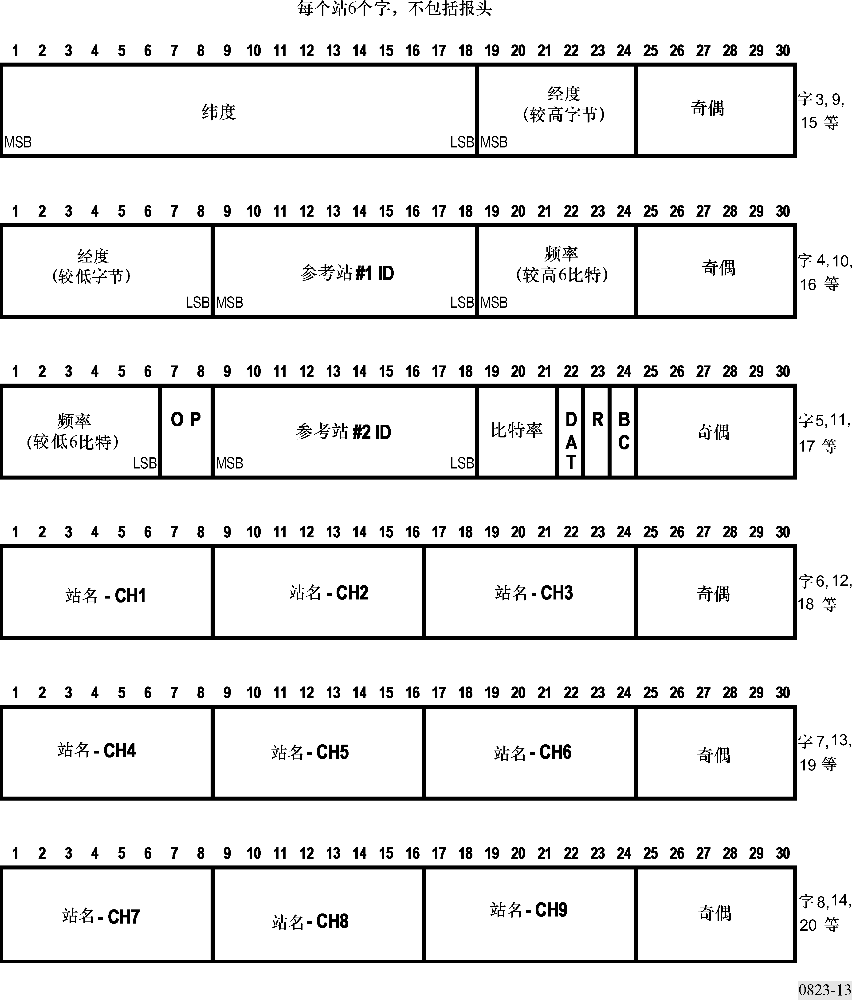 每个站6个字，不包括报头
1 2 3 4 5 6 7 8 9 10 11 12 13 14 15 16 17 18 19 20 21 22 23 24 25 26 27 28 29 30
纬度
MSB LSB
经度
(较高字节)
MSB
奇偶
字 3, 9,
15 等
1 2 3 4 5 6 7 8 9 10 11 12 13 14 15 16 17 18 19 20 21 22 23 24 25 26 27 28 29 30
经度
(较低字节)
LSB
参考站 #1 ID
MSB LSB
频率
(较高6比特)
MSB
奇偶
字 4, 10,
16 等
1 2 3 4 5 6 7 8 9 10 11 12 13 14 15 16 17 18 19 20 21 22 23 24 25 26 27 28 29 30
频率
(较低6比特)
LSB
O P
参考站 #2 ID
MSB LSB
比特率
D
A
T
R
B
C
奇偶
字 5, 11,
17 等
1 2 3 4 5 6 7 8 9 10 11 12 13 14 15 16 17 18 19 20 21 22 23 24 25 26 27 28 29 30
站名 - CH1
站名 - CH2
站名 - CH3
奇偶
字 6, 12,
18 等
1 2 3 4 5 6 7 8 9 10 11 12 13 14 15 16 17 18 19 20 21 22 23 24 25 26 27 28 29 30
站名 - CH4
站名 - CH5
站名 - CH6
奇偶
字 7, 13,
19 等
1 2 3 4 5 6 7 8 9 10 11 12 13 14 15 16 17 18 19 20 21 22 23 24 25 26 27 28 29 30
站名 - CH7
站名 - CH8
站名 - CH9
奇偶
字 8, 14,
20 等
0823-13